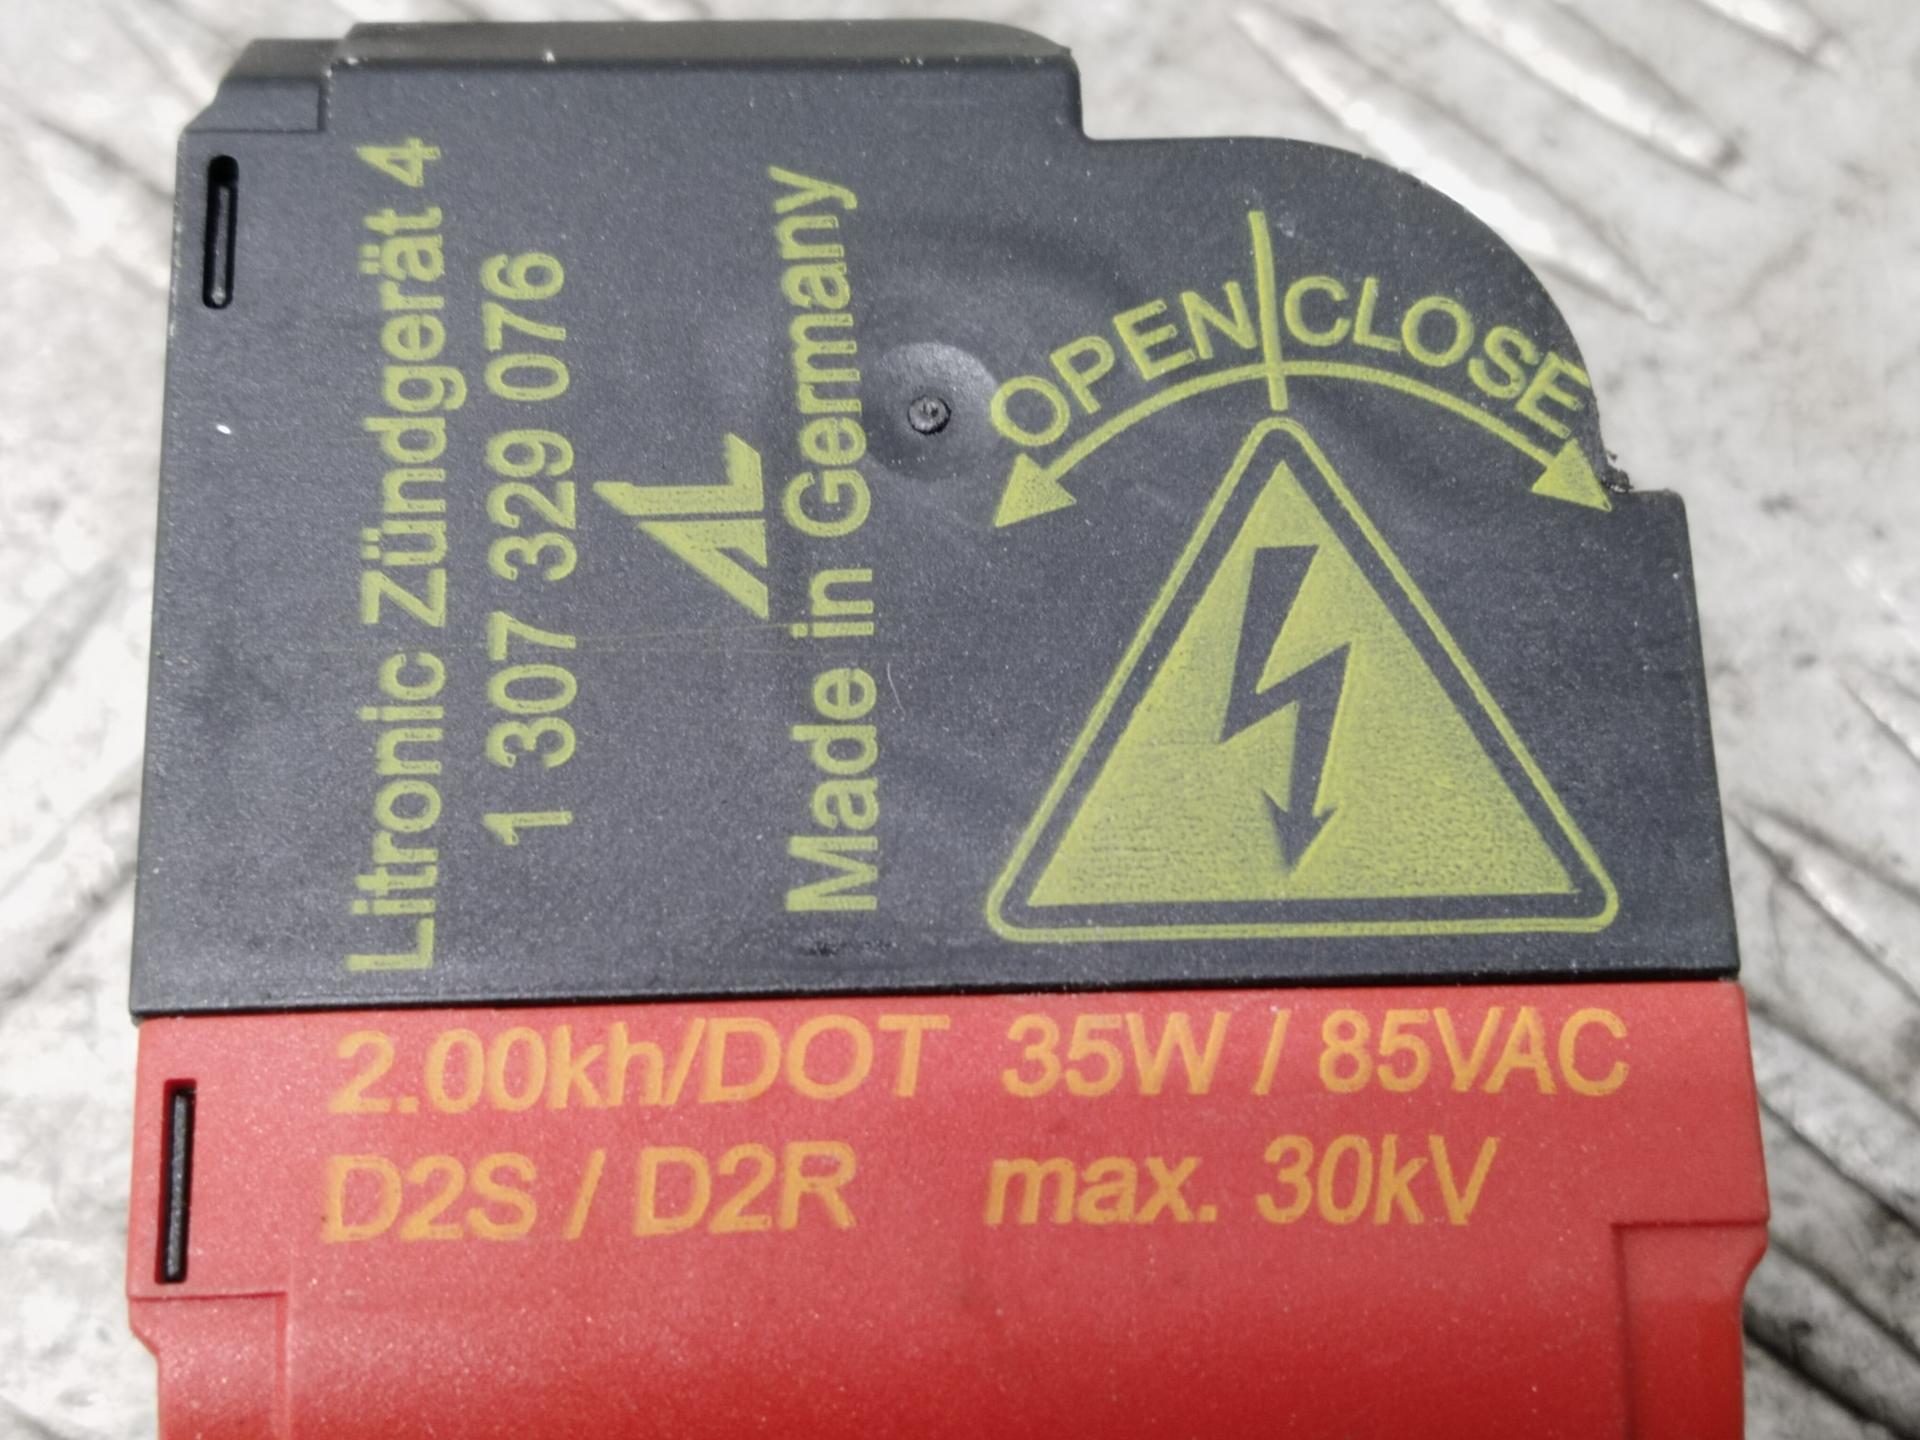 Litronic Zündgerät 4
1 307 329 076
AL
Made in Germany
OPEN CLOSE
2.00kh/DOT 35W / 85VAC
D2S / D2R max. 30kV